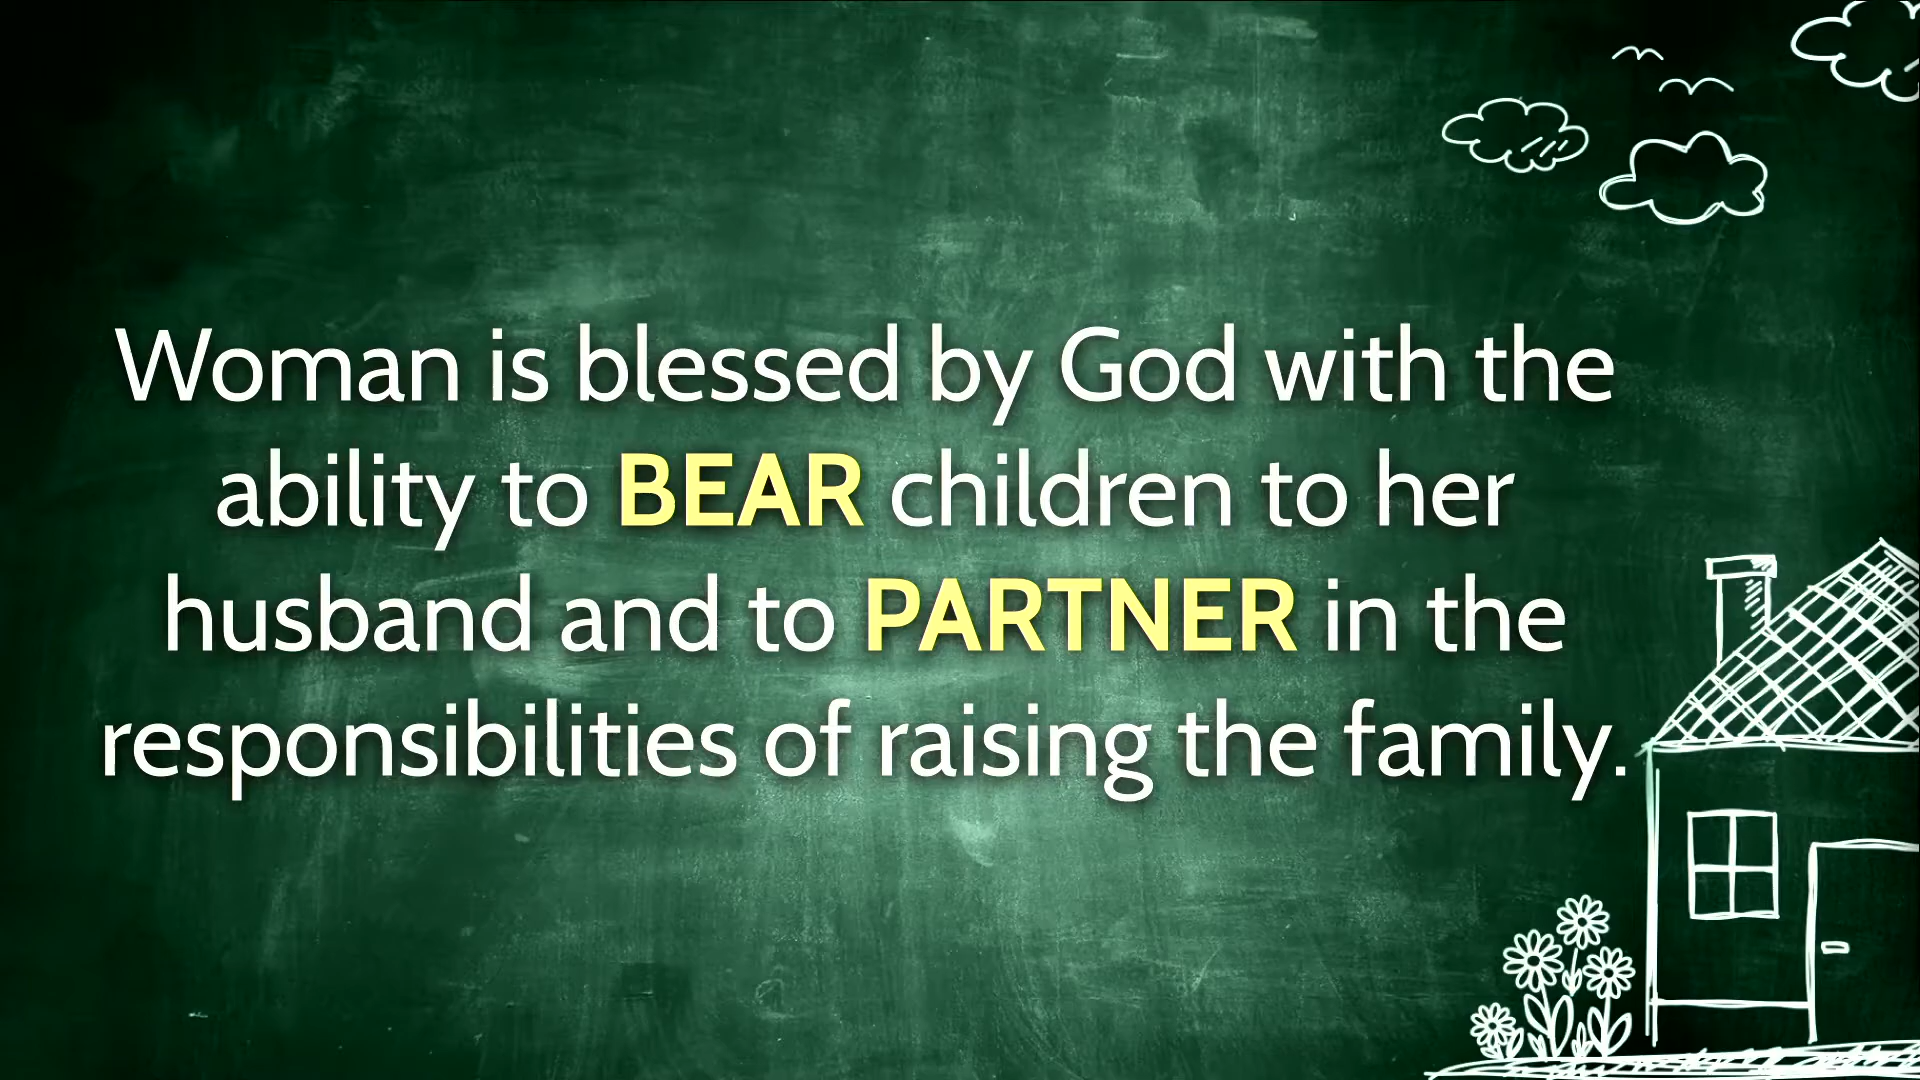 Woman is blessed by God with the
ability to BEAR children to her
husband and to PARTNER in the
responsibilities of raising the family.